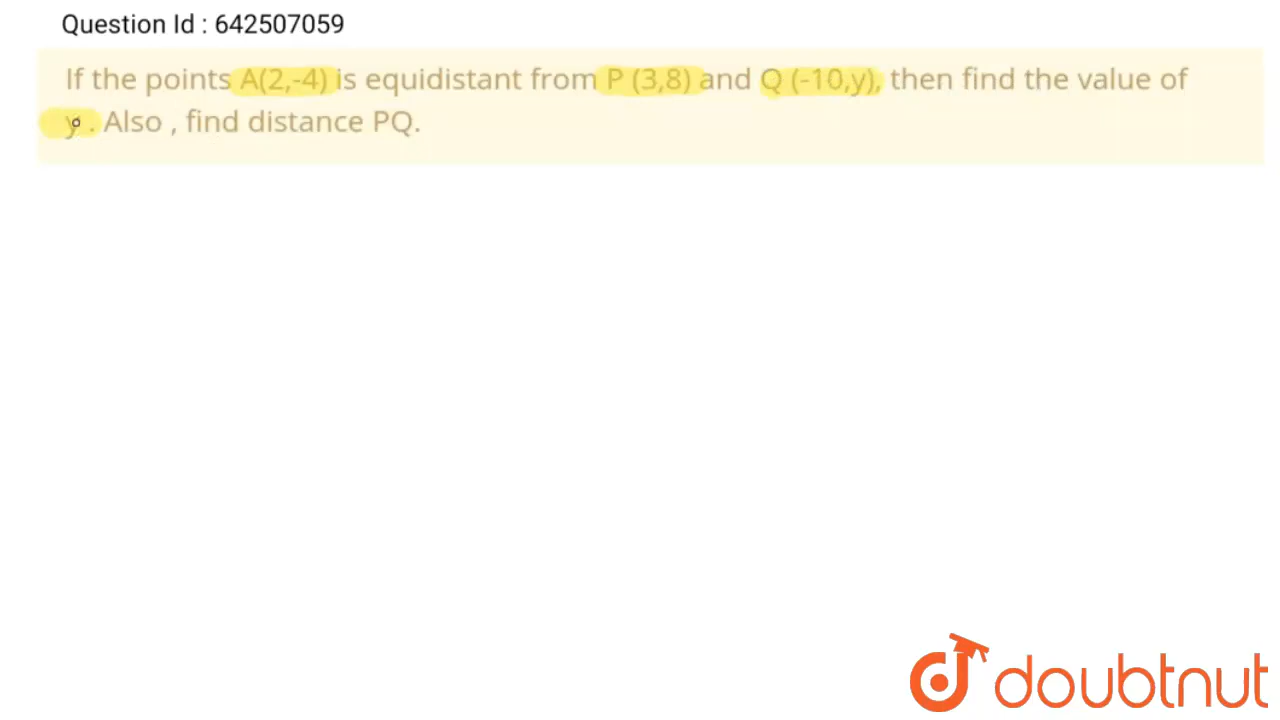 Question Id : 642507059
If the points A(2,-4) is equidistant from P (3,8) and Q (-10,y), then find the value of
y . Also , find distance PQ.
doubtnut